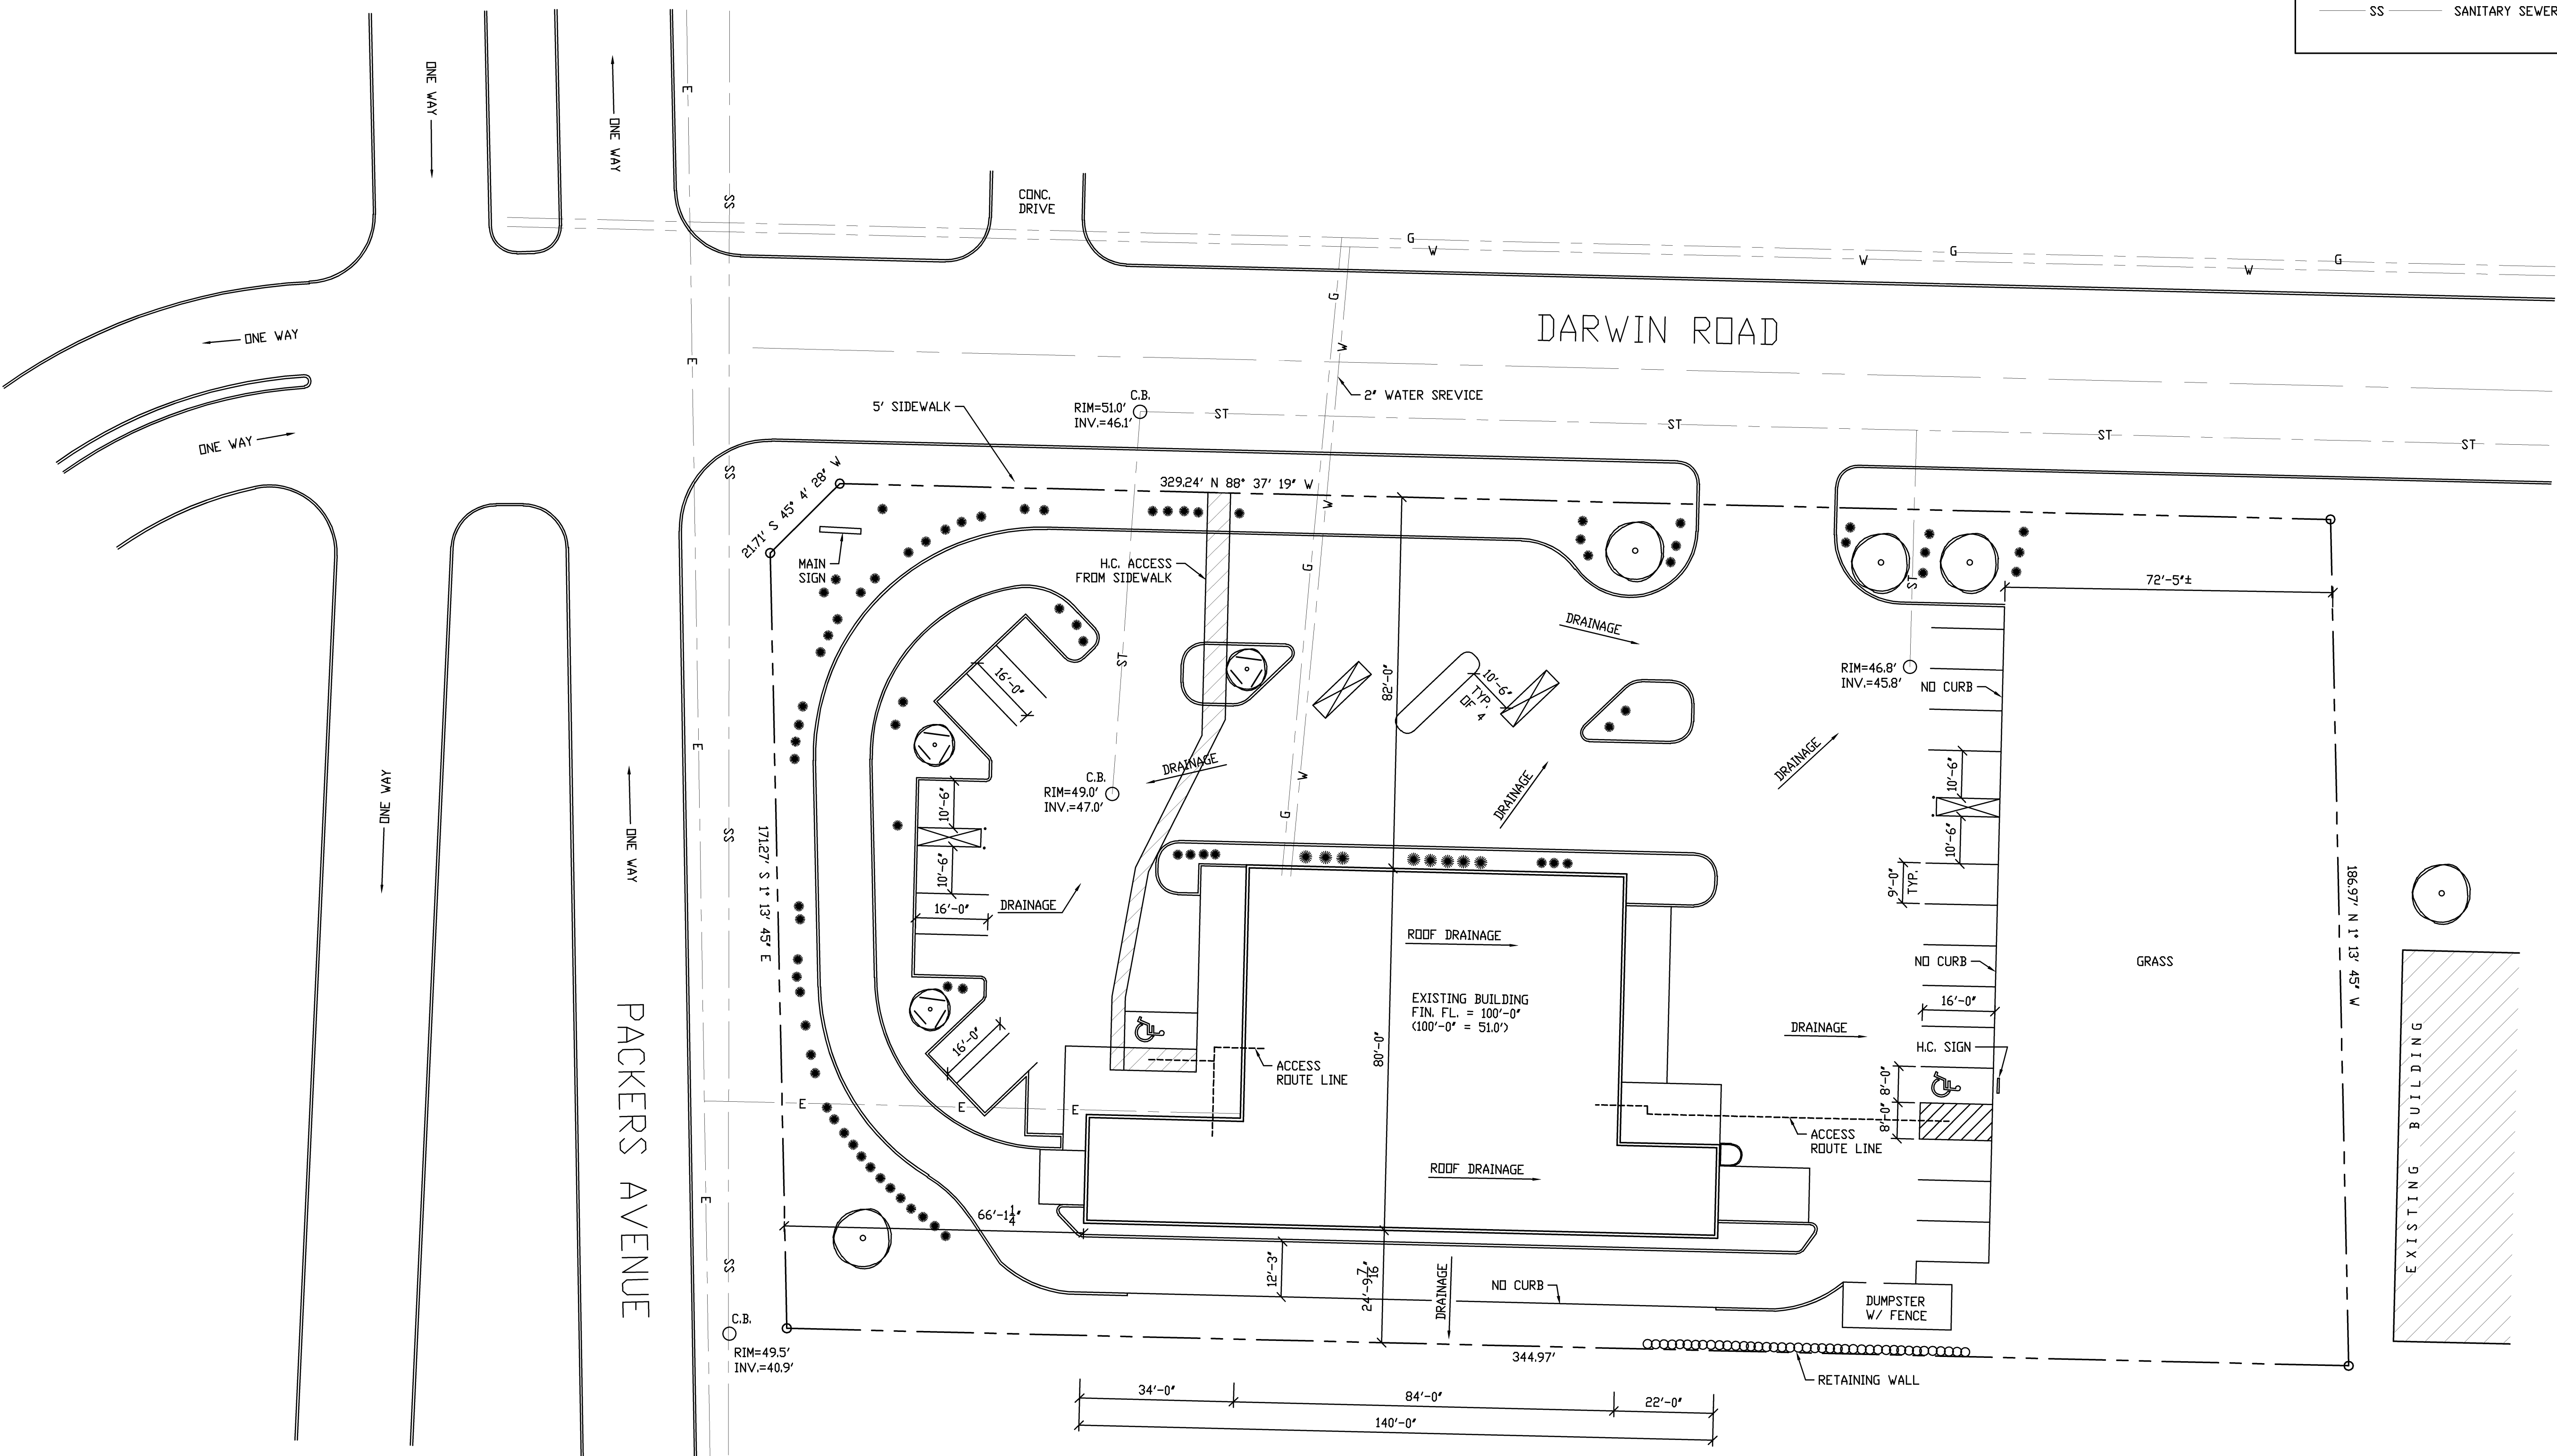 SS SANITARY SEWER
ONE WAY
ONE WAY
E
SS
CONC.
DRIVE
G
W
W
G
W
G
G
DARWIN ROAD
ONE WAY
E
W
2" WATER SREVICE
C.B.
RIM=51.0'
INV.=46.1'
5' SIDEWALK
ST
ST
ST
ST
ONE WAY
SS
21.71' S 45° 4' 28" W
329.24' N 88° 37' 19" W
W
MAIN
SIGN
H.C. ACCESS
FROM SIDEWALK
G
ST
72'-5"±
DRAINAGE
ST
16'-0"
82'-0"
10'-6"
TYP.
OF 4
RIM=46.8'
INV.=45.8'
NO CURB
E
DRAINAGE
C.B.
RIM=49.0'
INV.=47.0'
W
G
DRAINAGE
DRAINAGE
10'-6"
10'-6"
10'-6"
10'-6"
ONE WAY
ONE WAY
SS
171.27' S 1° 13' 45" E
16'-0"
DRAINAGE
9'-0"
TYP.
186.97' N 1° 13' 45" W
ROOF DRAINAGE
NO CURB
GRASS
EXISTING BUILDING
FIN. FL. = 100'-0"
(100'-0" = 51.0')
16'-0"
16'-0"
DRAINAGE
H.C. SIGN
ACCESS
ROUTE LINE
80'-0"
8'-0"
8'-0"
ACCESS
ROUTE LINE
E
E
E
PACKERS AVENUE
EXISTING BUILDING
ROOF DRAINAGE
E
66'-1 1/4"
SS
12'-3"
24'-9 7/16"
DRAINAGE
NO CURB
DUMPSTER
W/ FENCE
C.B.
RIM=49.5'
INV.=40.9'
344.97'
RETAINING WALL
34'-0"
84'-0"
22'-0"
140'-0"